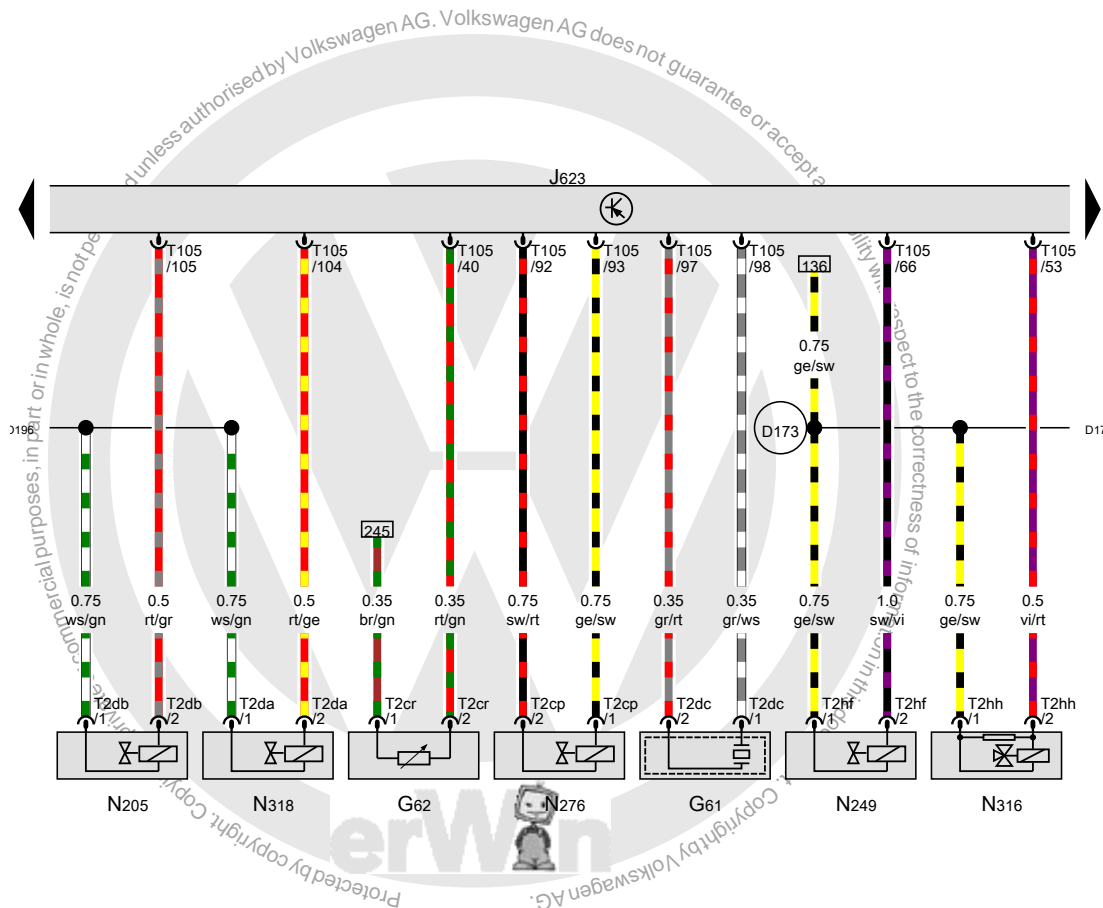 Protected by copyright. Copying for private or commercial purposes, in part or in whole, is not permitted unless authorised by Volkswagen AG. Volkswagen AG does not guarantee or accept any liability with respect to the correctness of information in this document. Copyright by Volkswagen AG.
J623
T105 /105
T105 /104
T105 /40
T105 /92
T105 /93
T105 /97
T105 /98
136
T105 /66
T105 /53
0.75 ge/sw
D196
D173
245
0.75 ws/gn
0.5 rt/gr
0.75 ws/gn
0.5 rt/ge
0.35 br/gn
0.35 rt/gn
0.75 sw/rt
0.75 ge/sw
0.35 gr/rt
0.35 gr/ws
0.75 ge/sw
1.0 sw/vi
0.75 ge/sw
0.5 vi/rt
T2db /1
T2db /2
T2da /1
T2da /2
T2cr /1
T2cr /2
T2cp /2
T2cp /1
T2dc /2
T2dc /1
T2hf /1
T2hf /2
T2hh /1
T2hh /2
N205
N318
G62
N276
G61
N249
N316
erWin